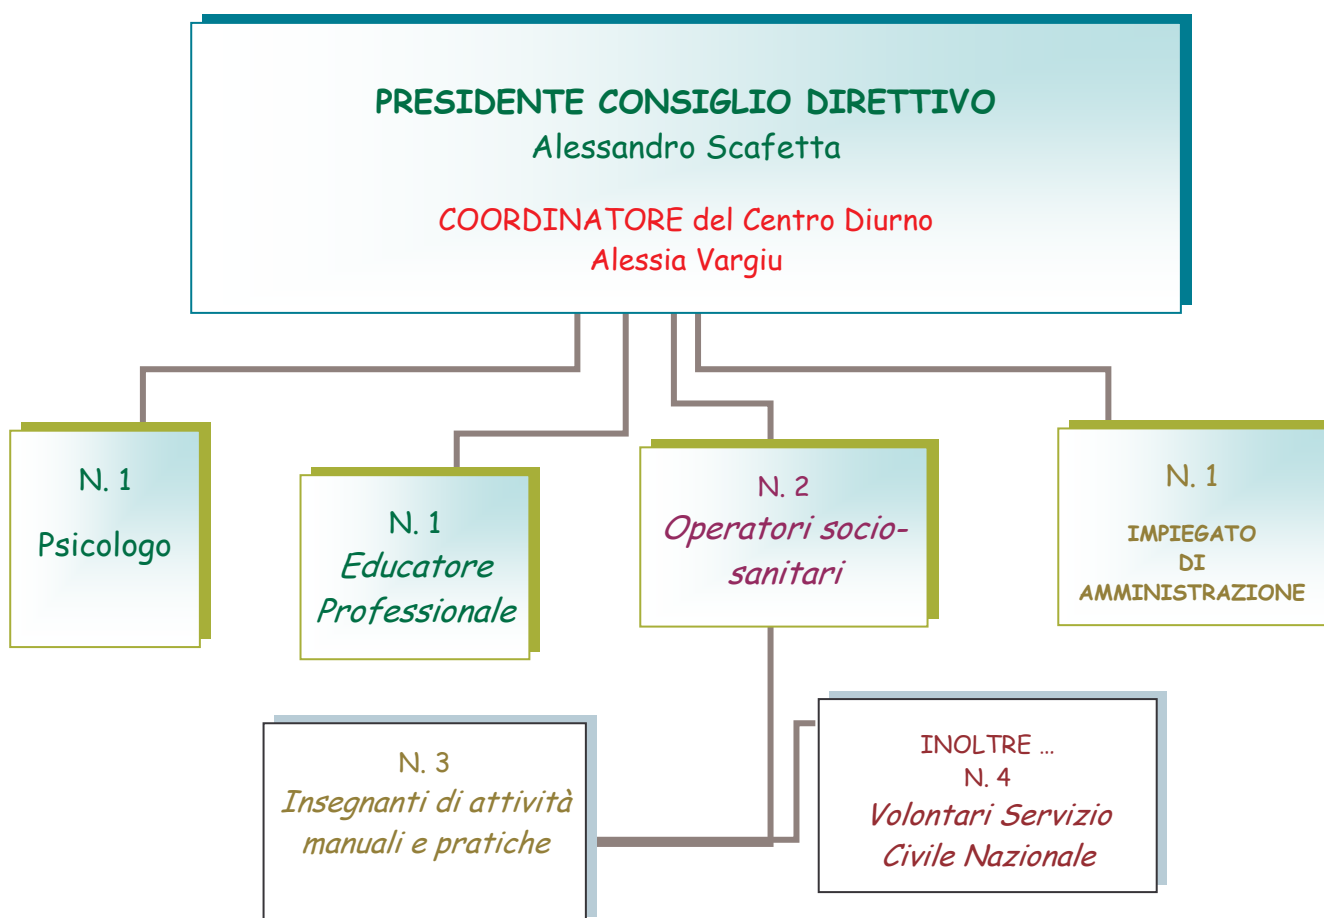 PRESIDENTE CONSIGLIO DIRETTIVO
Alessandro Scafetta
COORDINATORE del Centro Diurno
Alessia Vargiu
N. 1
Psicologo
N. 1
Educatore
Professionale
N. 2
Operatori socio-
sanitari
N. 1
IMPIEGATO
DI
AMMINISTRAZIONE
N. 3
Insegnanti di attività
manuali e pratiche
INOLTRE …
N. 4
Volontari Servizio
Civile Nazionale